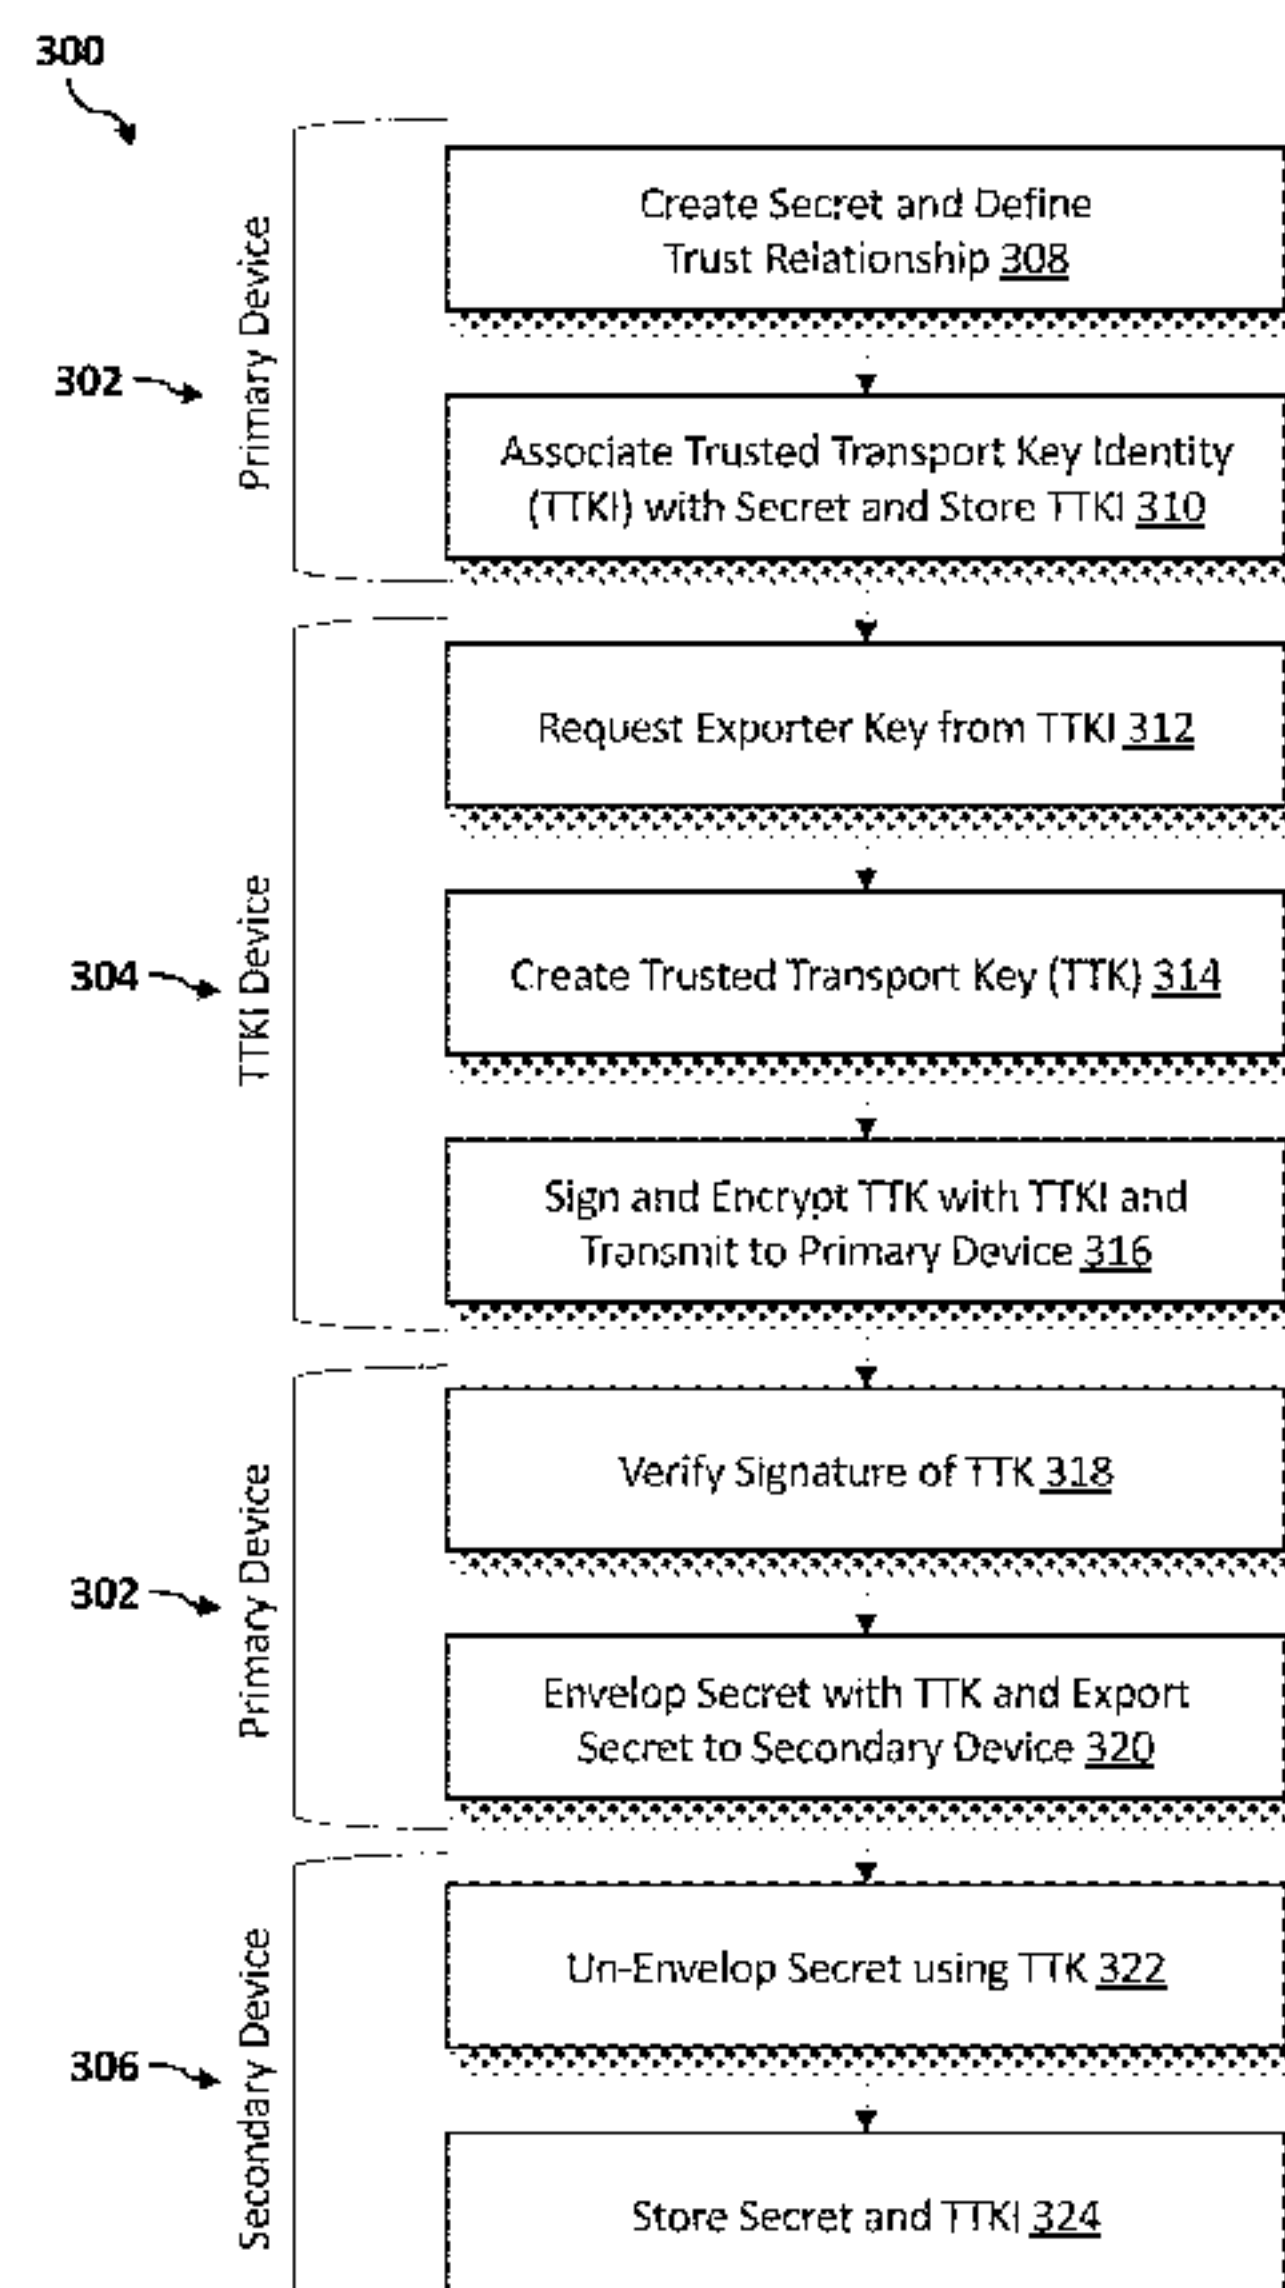 300
Primary Device
302
Create Secret and Define
Trust Relationship 308
Associate Trusted Transport Key Identity
(TTKI) with Secret and Store TTKI 310
TTKI Device
304
Request Exporter Key from TTKI 312
Create Trusted Transport Key (TTK) 314
Sign and Encrypt TTK with TTKI and
Transmit to Primary Device 316
Primary Device
302
Verify Signature of TTK 318
Envelop Secret with TTK and Export
Secret to Secondary Device 320
Secondary Device
306
Un-Envelop Secret using TTK 322
Store Secret and TTKI 324